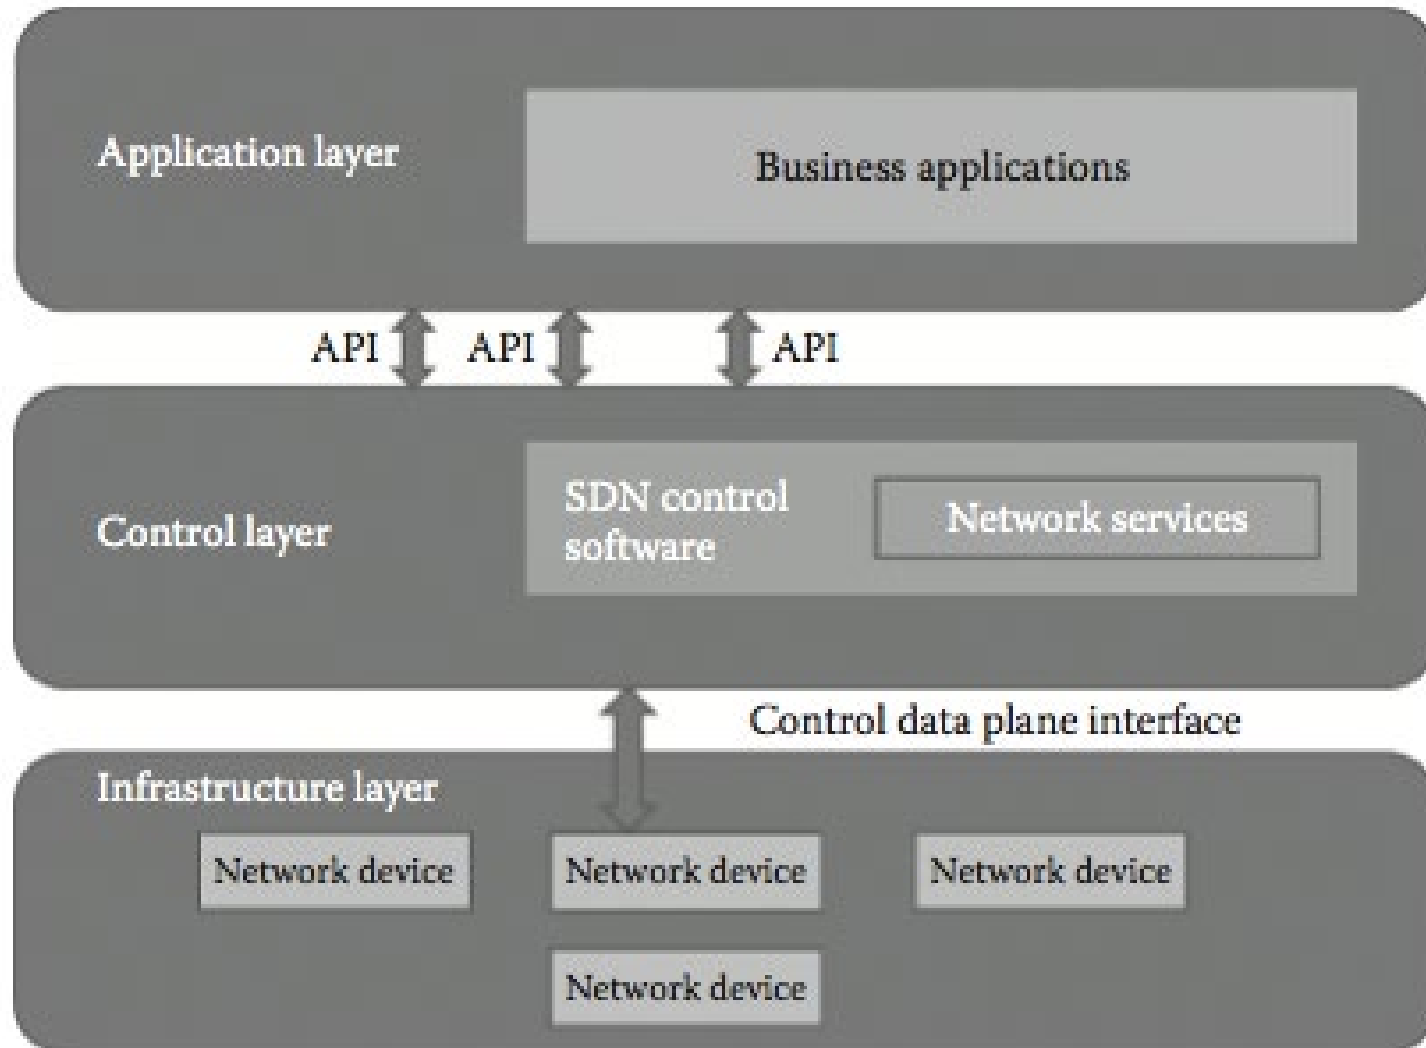 Application layer
Business applications
API
API
API
Control layer
SDN control
software
Network services
Control data plane interface
Infrastructure layer
Network device
Network device
Network device
Network device